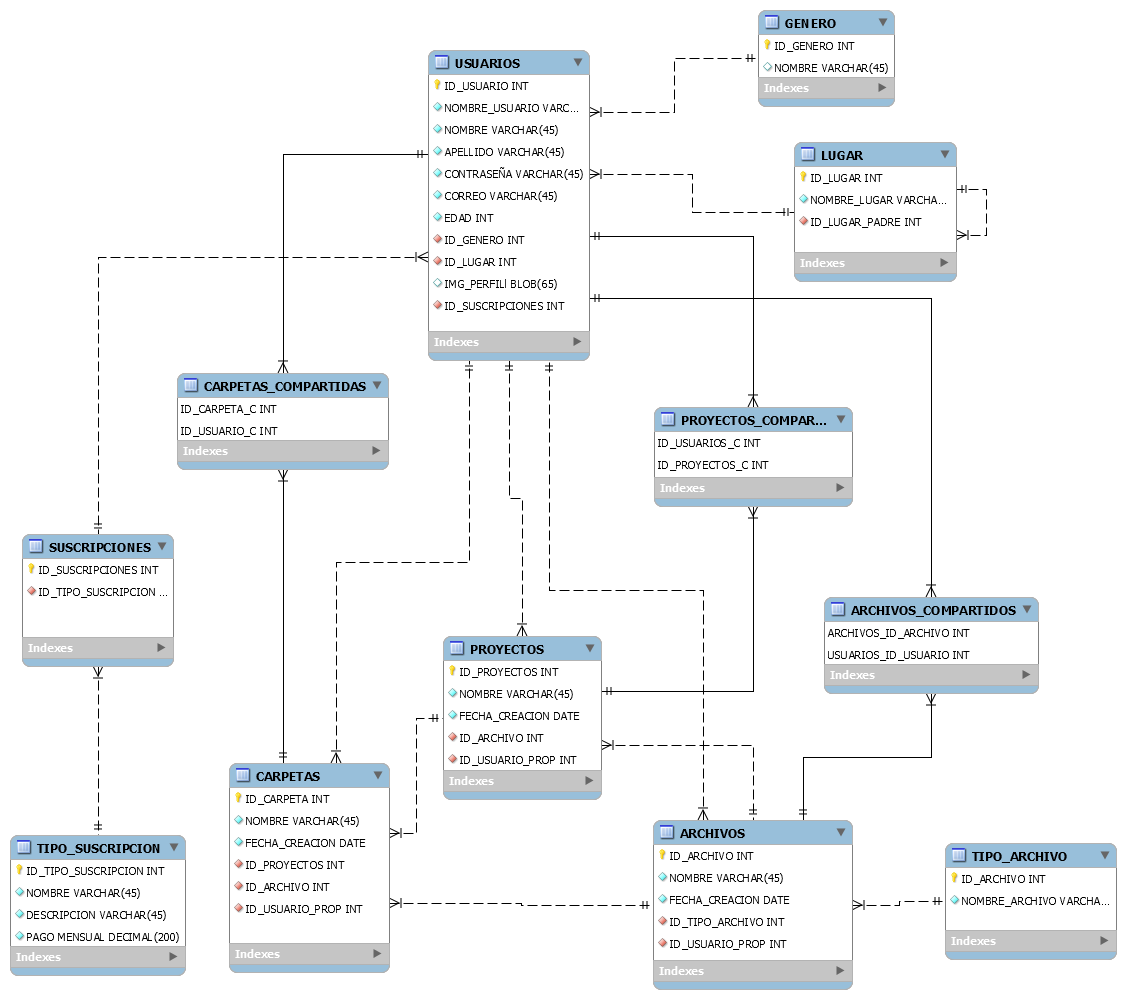 GENERO
ID_GENERO INT
NOMBRE VARCHAR(45)
Indexes
USUARIOS
ID_USUARIO INT
NOMBRE_USUARIO VARC...
NOMBRE VARCHAR(45)
APELLIDO VARCHAR(45)
CONTRASEÑA VARCHAR(45)
CORREO VARCHAR(45)
EDAD INT
ID_GENERO INT
ID_LUGAR INT
IMG_PERFILl BLOB(65)
ID_SUSCRIPCIONES INT
Indexes
LUGAR
ID_LUGAR INT
NOMBRE_LUGAR VARCHA...
ID_LUGAR_PADRE INT
Indexes
CARPETAS_COMPARTIDAS
ID_CARPETA_C INT
ID_USUARIO_C INT
Indexes
PROYECTOS_COMPAR...
ID_USUARIOS_C INT
ID_PROYECTOS_C INT
Indexes
SUSCRIPCIONES
ID_SUSCRIPCIONES INT
ID_TIPO_SUSCRIPCION ...
Indexes
ARCHIVOS_COMPARTIDOS
ARCHIVOS_ID_ARCHIVO INT
USUARIOS_ID_USUARIO INT
Indexes
PROYECTOS
ID_PROYECTOS INT
NOMBRE VARCHAR(45)
FECHA_CREACION DATE
ID_ARCHIVO INT
ID_USUARIO_PROP INT
Indexes
CARPETAS
ID_CARPETA INT
NOMBRE VARCHAR(45)
FECHA_CREACION DATE
ID_PROYECTOS INT
ID_ARCHIVO INT
ID_USUARIO_PROP INT
Indexes
ARCHIVOS
ID_ARCHIVO INT
NOMBRE VARCHAR(45)
FECHA_CREACION DATE
ID_TIPO_ARCHIVO INT
ID_USUARIO_PROP INT
Indexes
TIPO_SUSCRIPCION
ID_TIPO_SUSCRIPCION INT
NOMBRE VARCHAR(45)
DESCRIPCION VARCHAR(45)
PAGO MENSUAL DECIMAL(200)
Indexes
TIPO_ARCHIVO
ID_ARCHIVO INT
NOMBRE_ARCHIVO VARCHA...
Indexes